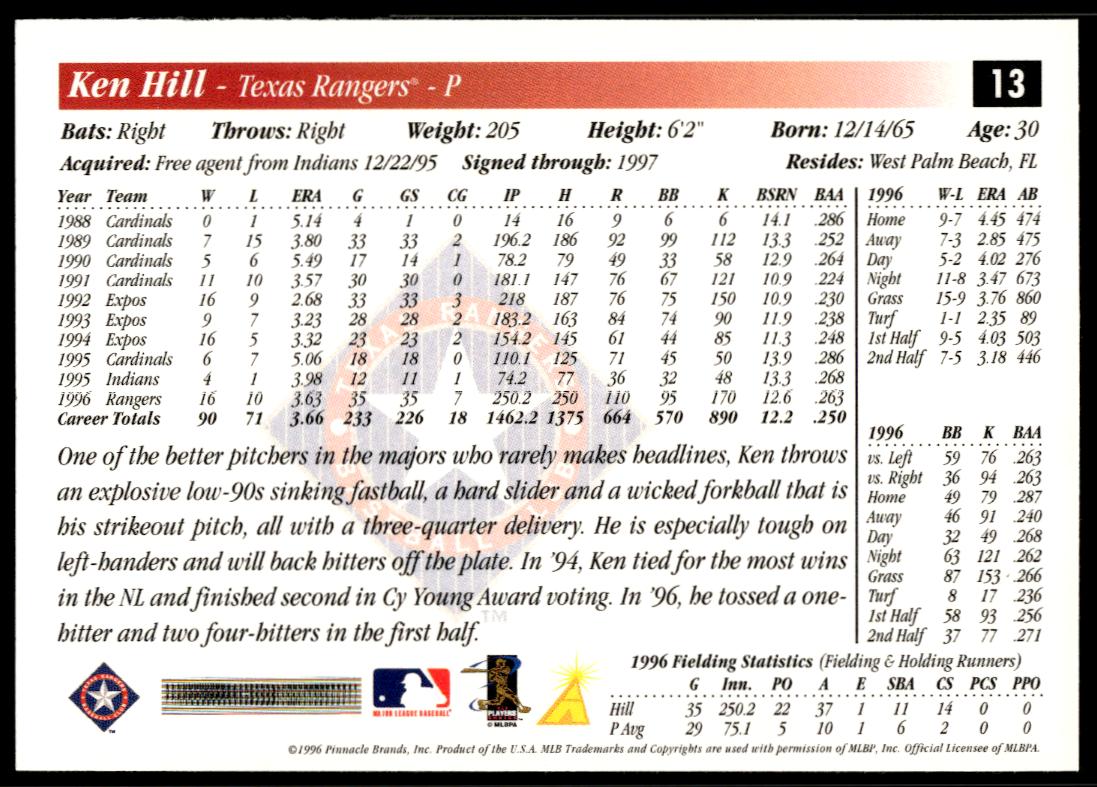 Ken Hill - Texas Rangers® - P 13
Bats: Right Throws: Right Weight: 205 Height: 6'2" Born: 12/14/65 Age: 30
Acquired: Free agent from Indians 12/22/95 Signed through: 1997 Resides: West Palm Beach, FL
Year Team W L ERA G GS CG IP H R BB K BSRN BAA
1988 Cardinals 0 1 5.14 4 1 0 14 16 9 6 6 14.1 .286
1989 Cardinals 7 15 3.80 33 33 2 196.2 186 92 99 112 13.3 .252
1990 Cardinals 5 6 5.49 17 14 1 78.2 79 49 33 58 12.9 .264
1991 Cardinals 11 10 3.57 30 30 0 181.1 147 76 67 121 10.9 .224
1992 Expos 16 9 2.68 33 33 3 218 187 76 75 150 10.9 .230
1993 Expos 9 7 3.23 28 28 2 183.2 163 84 74 90 11.9 .238
1994 Expos 16 5 3.32 23 23 2 154.2 145 61 44 85 11.3 .248
1995 Cardinals 6 7 5.06 18 18 0 110.1 125 71 45 50 13.9 .286
1995 Indians 4 1 3.98 12 11 1 74.2 77 36 32 48 13.3 .268
1996 Rangers 16 10 3.63 35 35 7 250.2 250 110 95 170 12.6 .263
Career Totals 90 71 3.66 233 226 18 1462.2 1375 664 570 890 12.2 .250
1996 W-L ERA AB
Home 9-7 4.45 474
Away 7-3 2.85 475
Day 5-2 4.02 276
Night 11-8 3.47 673
Grass 15-9 3.76 860
Turf 1-1 2.35 89
1st Half 9-5 4.03 503
2nd Half 7-5 3.18 446
One of the better pitchers in the majors who rarely makes headlines, Ken throws
an explosive low-90s sinking fastball, a hard slider and a wicked forkball that is
his strikeout pitch, all with a three-quarter delivery. He is especially tough on
left-handers and will back hitters off the plate. In '94, Ken tied for the most wins
in the NL and finished second in Cy Young Award voting. In '96, he tossed a one-
hitter and two four-hitters in the first half.
TEXAS RANGERS
BASEBALL CLUB
TM
1996 BB K BAA
vs. Left 59 76 .263
vs. Right 36 94 .263
Home 49 79 .287
Away 46 91 .240
Day 32 49 .268
Night 63 121 .262
Grass 87 153 .266
Turf 8 17 .236
1st Half 58 93 .256
2nd Half 37 77 .271
TEXAS RANGERS
BASEBALL CLUB
TM
MAJOR LEAGUE BASEBALL®
PLAYERS
© MLBPA
1996 Fielding Statistics (Fielding & Holding Runners)
G Inn. PO A E SBA CS PCS PPO
Hill 35 250.2 22 37 1 11 14 0 0
P Avg 29 75.1 5 10 1 6 2 0 0
©1996 Pinnacle Brands, Inc. Product of the U.S.A. MLB Trademarks and Copyrights are used with permission of MLBP, Inc. Official Licensee of MLBPA.